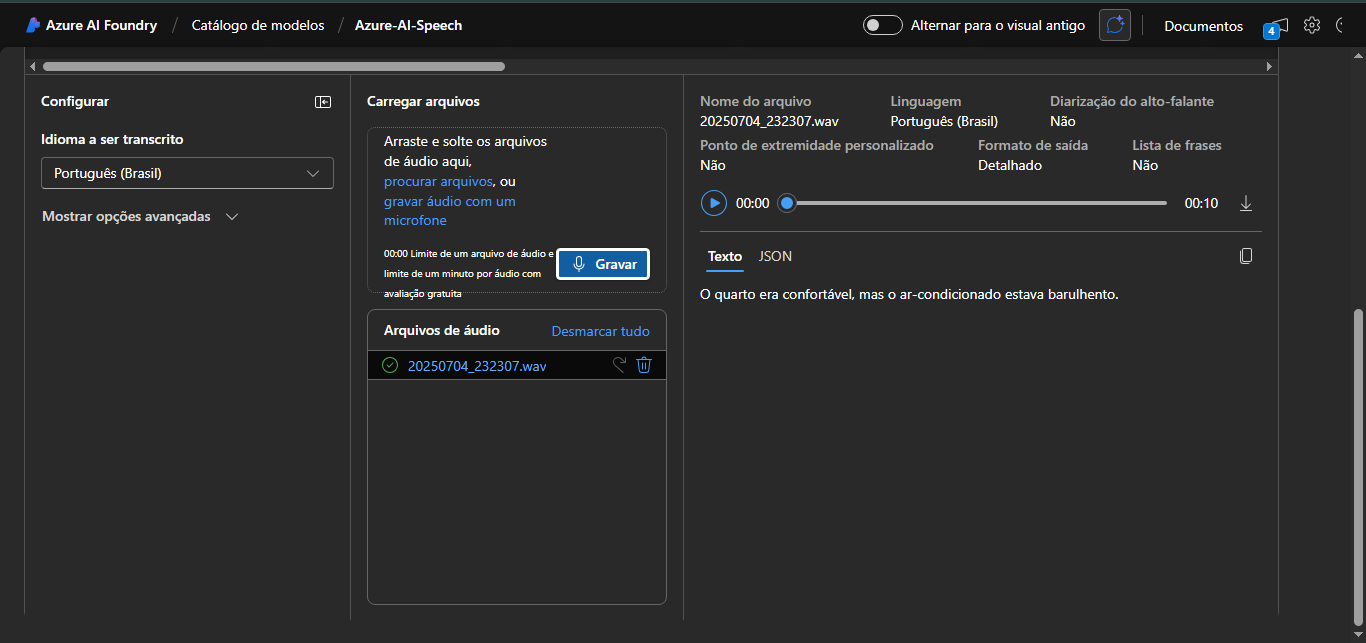 Azure AI Foundry / Catálogo de modelos / Azure-AI-Speech
Alternar para o visual antigo
Documentos
4
Configurar
Idioma a ser transcrito
Português (Brasil)
Mostrar opções avançadas
Carregar arquivos
Arraste e solte os arquivos
de áudio aqui,
procurar arquivos, ou
gravar áudio com um
microfone
00:00 Limite de um arquivo de áudio e
limite de um minuto por áudio com
avaliação gratuita
Gravar
Arquivos de áudio
Desmarcar tudo
20250704_232307.wav
Nome do arquivo
20250704_232307.wav
Linguagem
Português (Brasil)
Diarização do alto-falante
Não
Ponto de extremidade personalizado
Não
Formato de saída
Detalhado
Lista de frases
Não
00:00
00:10
Texto
JSON
O quarto era confortável, mas o ar-condicionado estava barulhento.